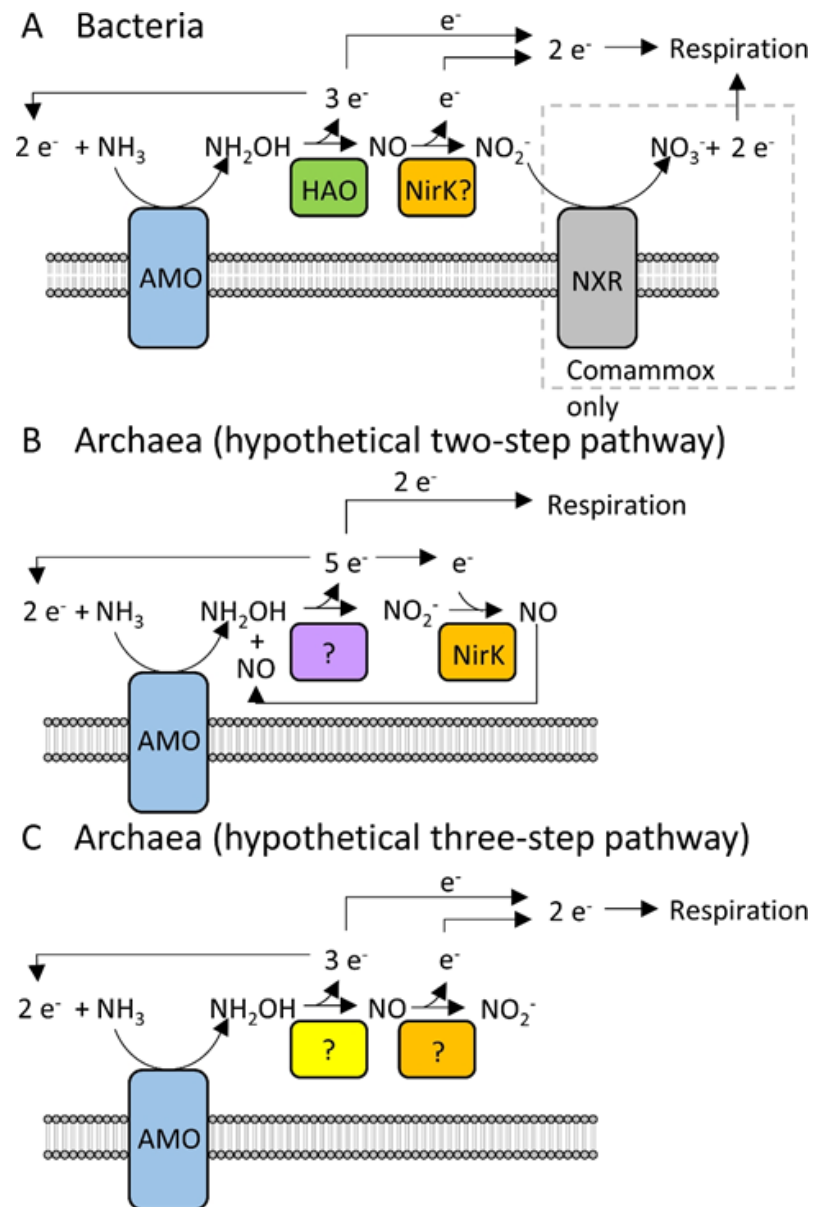 A Bacteria
e⁻
2 e⁻ Respiration
3 e⁻ e⁻
2 e⁻ + NH₃ NH₂OH NO NO₂⁻ NO₃⁻+ 2 e⁻
HAO NirK?
AMO NXR
Comammox
only
B Archaea (hypothetical two-step pathway)
2 e⁻
Respiration
5 e⁻ e⁻
2 e⁻ + NH₃ NH₂OH NO₂⁻ NO
+
? NirK
NO
AMO
C Archaea (hypothetical three-step pathway)
e⁻
2 e⁻ Respiration
3 e⁻ e⁻
2 e⁻ + NH₃ NH₂OH NO NO₂⁻
? ?
AMO